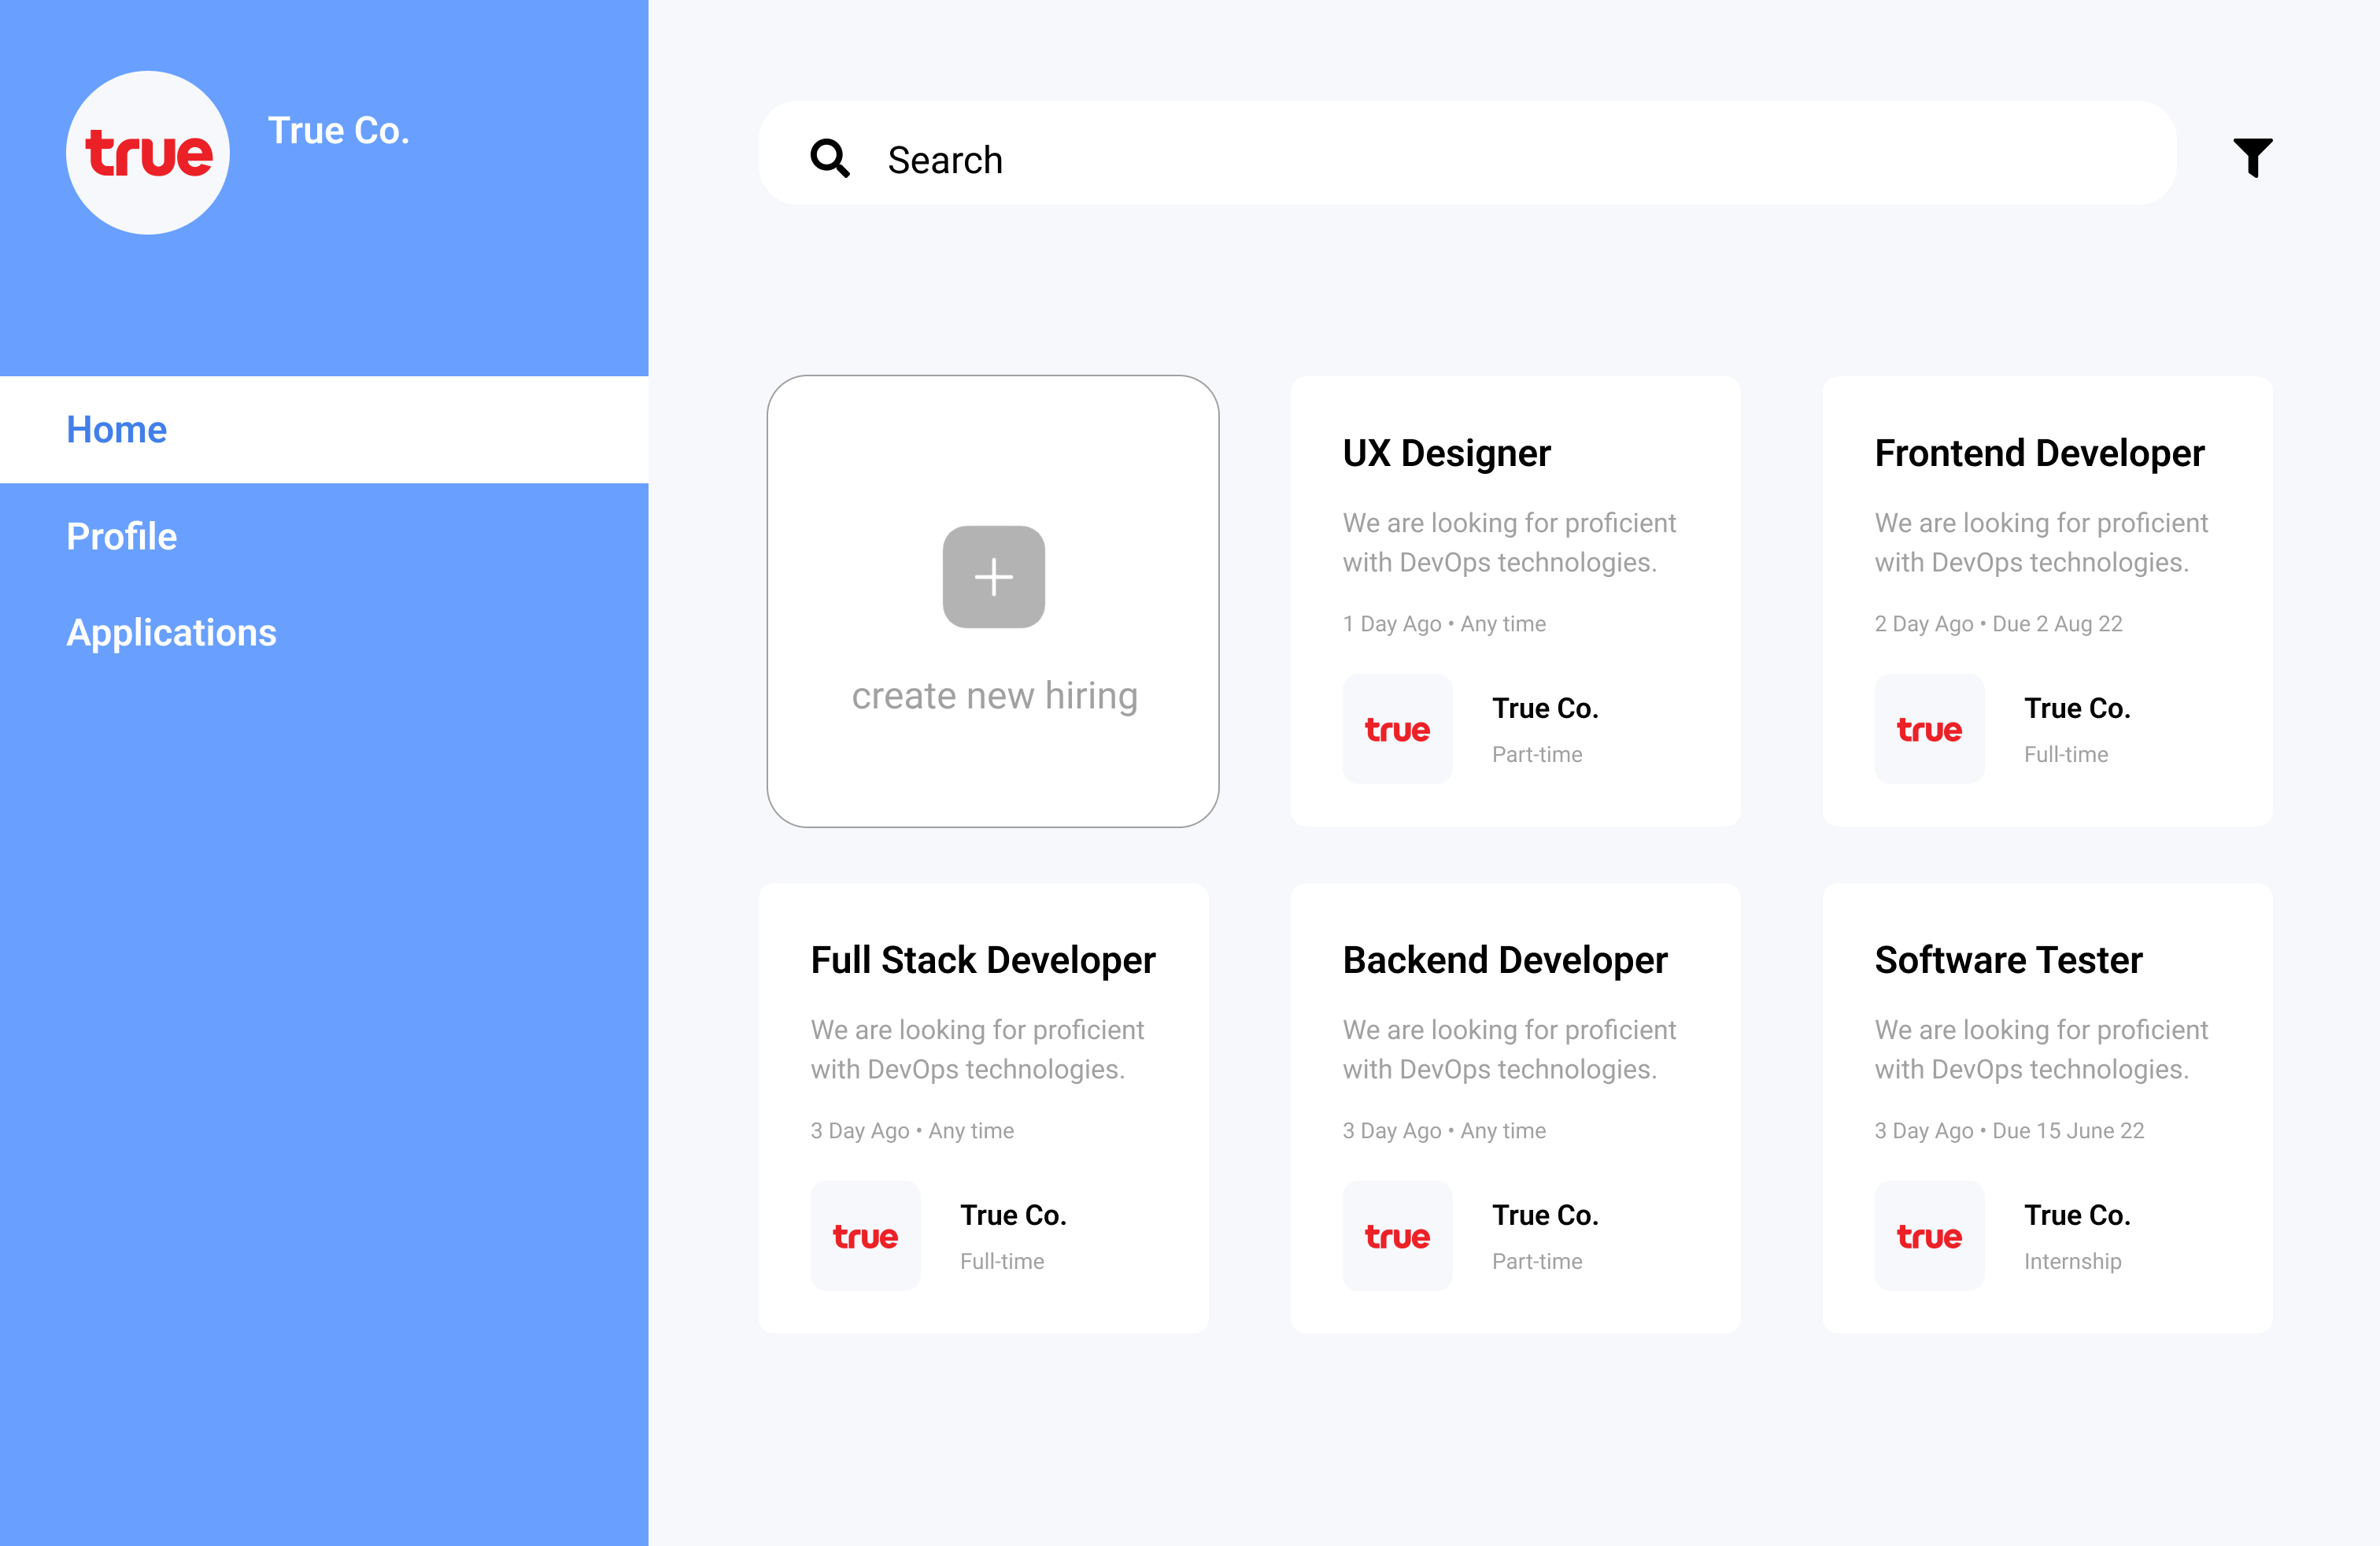 true
True Co.
Home
Profile
Applications
Search
create new hiring
UX Designer
We are looking for proficient
with DevOps technologies.
1 Day Ago • Any time
true
True Co.
Part-time
Frontend Developer
We are looking for proficient
with DevOps technologies.
2 Day Ago • Due 2 Aug 22
true
True Co.
Full-time
Full Stack Developer
We are looking for proficient
with DevOps technologies.
3 Day Ago • Any time
true
True Co.
Full-time
Backend Developer
We are looking for proficient
with DevOps technologies.
3 Day Ago • Any time
true
True Co.
Part-time
Software Tester
We are looking for proficient
with DevOps technologies.
3 Day Ago • Due 15 June 22
true
True Co.
Internship